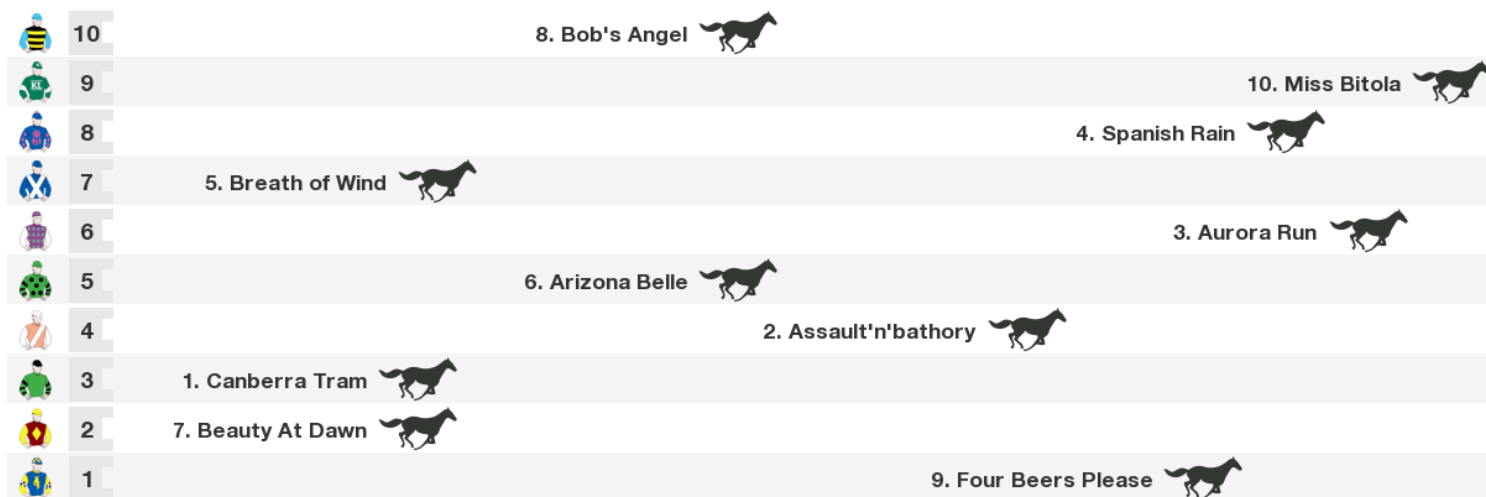 10 8. Bob's Angel
9 10. Miss Bitola
8 4. Spanish Rain
7 5. Breath of Wind
6 3. Aurora Run
5 6. Arizona Belle
4 2. Assault'n'bathory
3 1. Canberra Tram
2 7. Beauty At Dawn
1 9. Four Beers Please